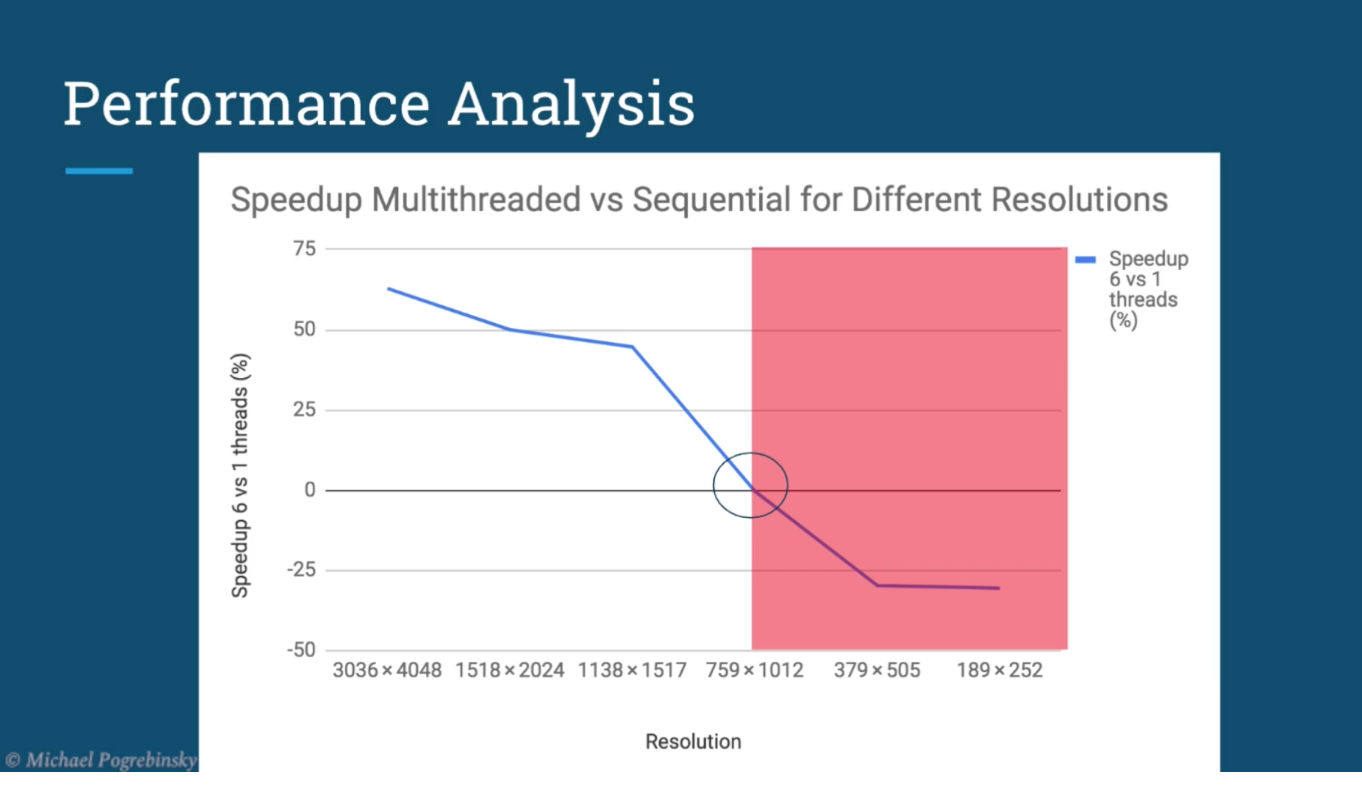 Performance Analysis
Speedup Multithreaded vs Sequential for Different Resolutions
75
50
25
0
-25
-50
Speedup 6 vs 1 threads (%)
Speedup
6 vs 1
threads
(%)
3036×4048 1518×2024 1138×1517 759×1012 379×505 189×252
Resolution
© Michael Pogrebinsky